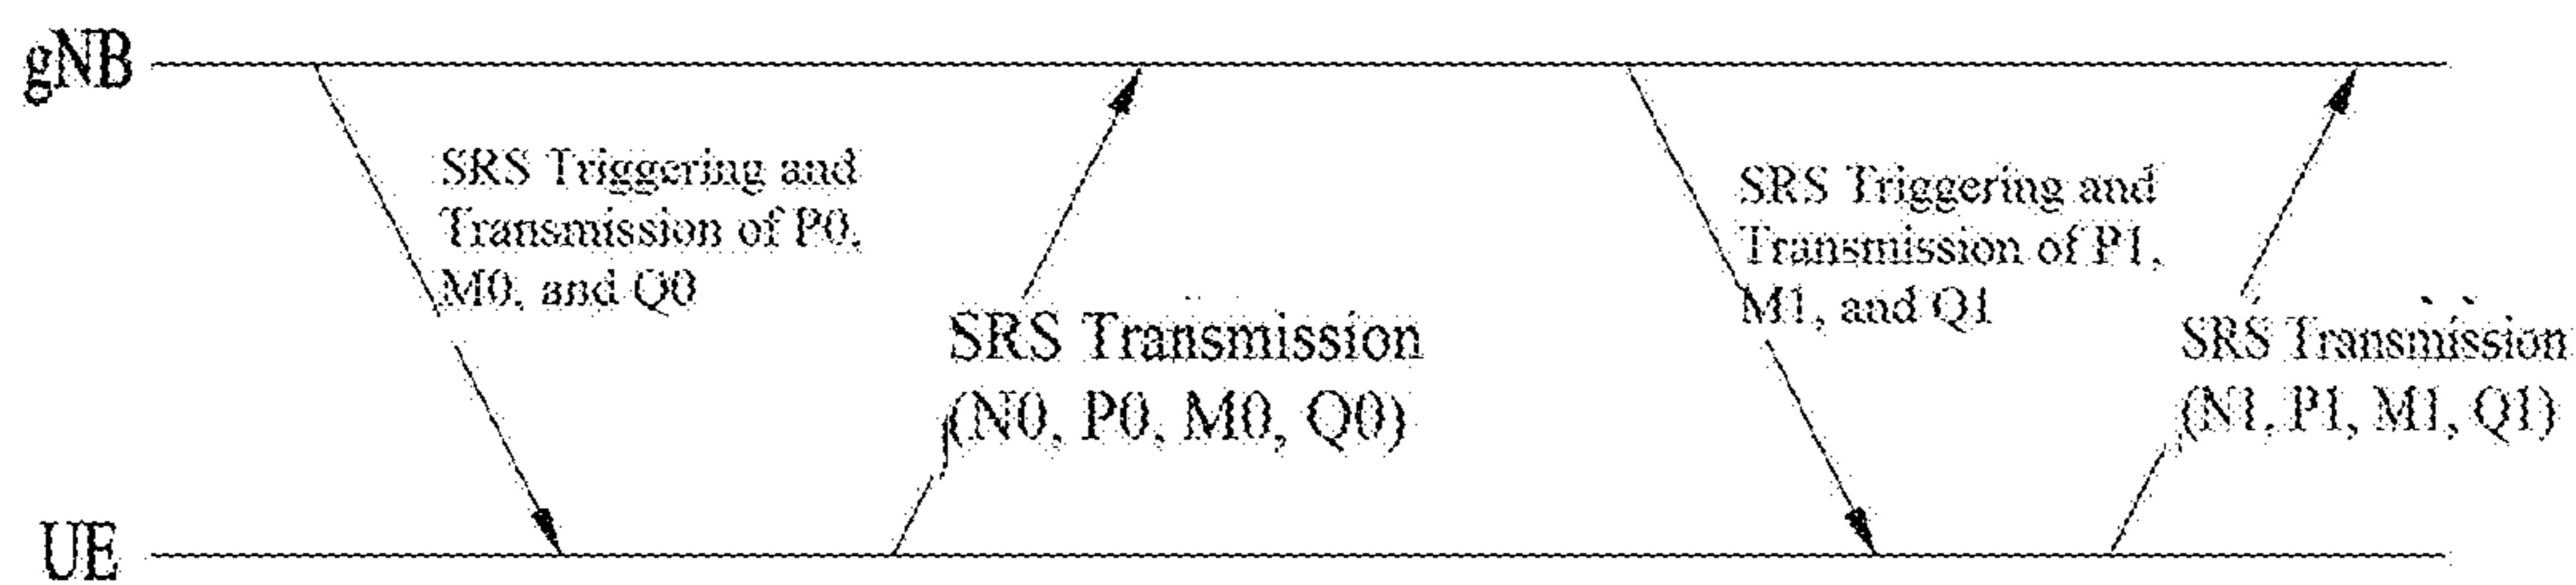 gNB
SRS Triggering and
Transmission of P0,
M0, and Q0
SRS Transmission
(N0, P0, M0, Q0)
SRS Triggering and
Transmission of P1,
M1, and Q1
SRS Transmission
(N1, P1, M1, Q1)
UE